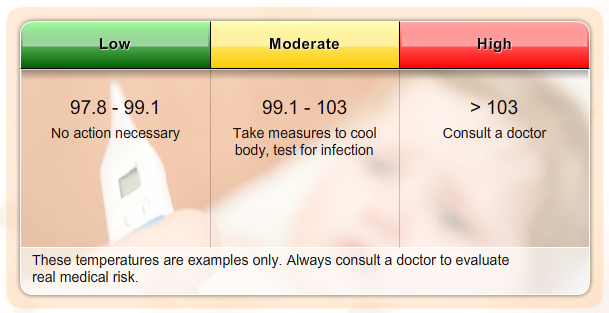 Low Moderate High
97.8 - 99.1 99.1 - 103 > 103
No action necessary Take measures to cool Consult a doctor
body, test for infection
These temperatures are examples only. Always consult a doctor to evaluate
real medical risk.